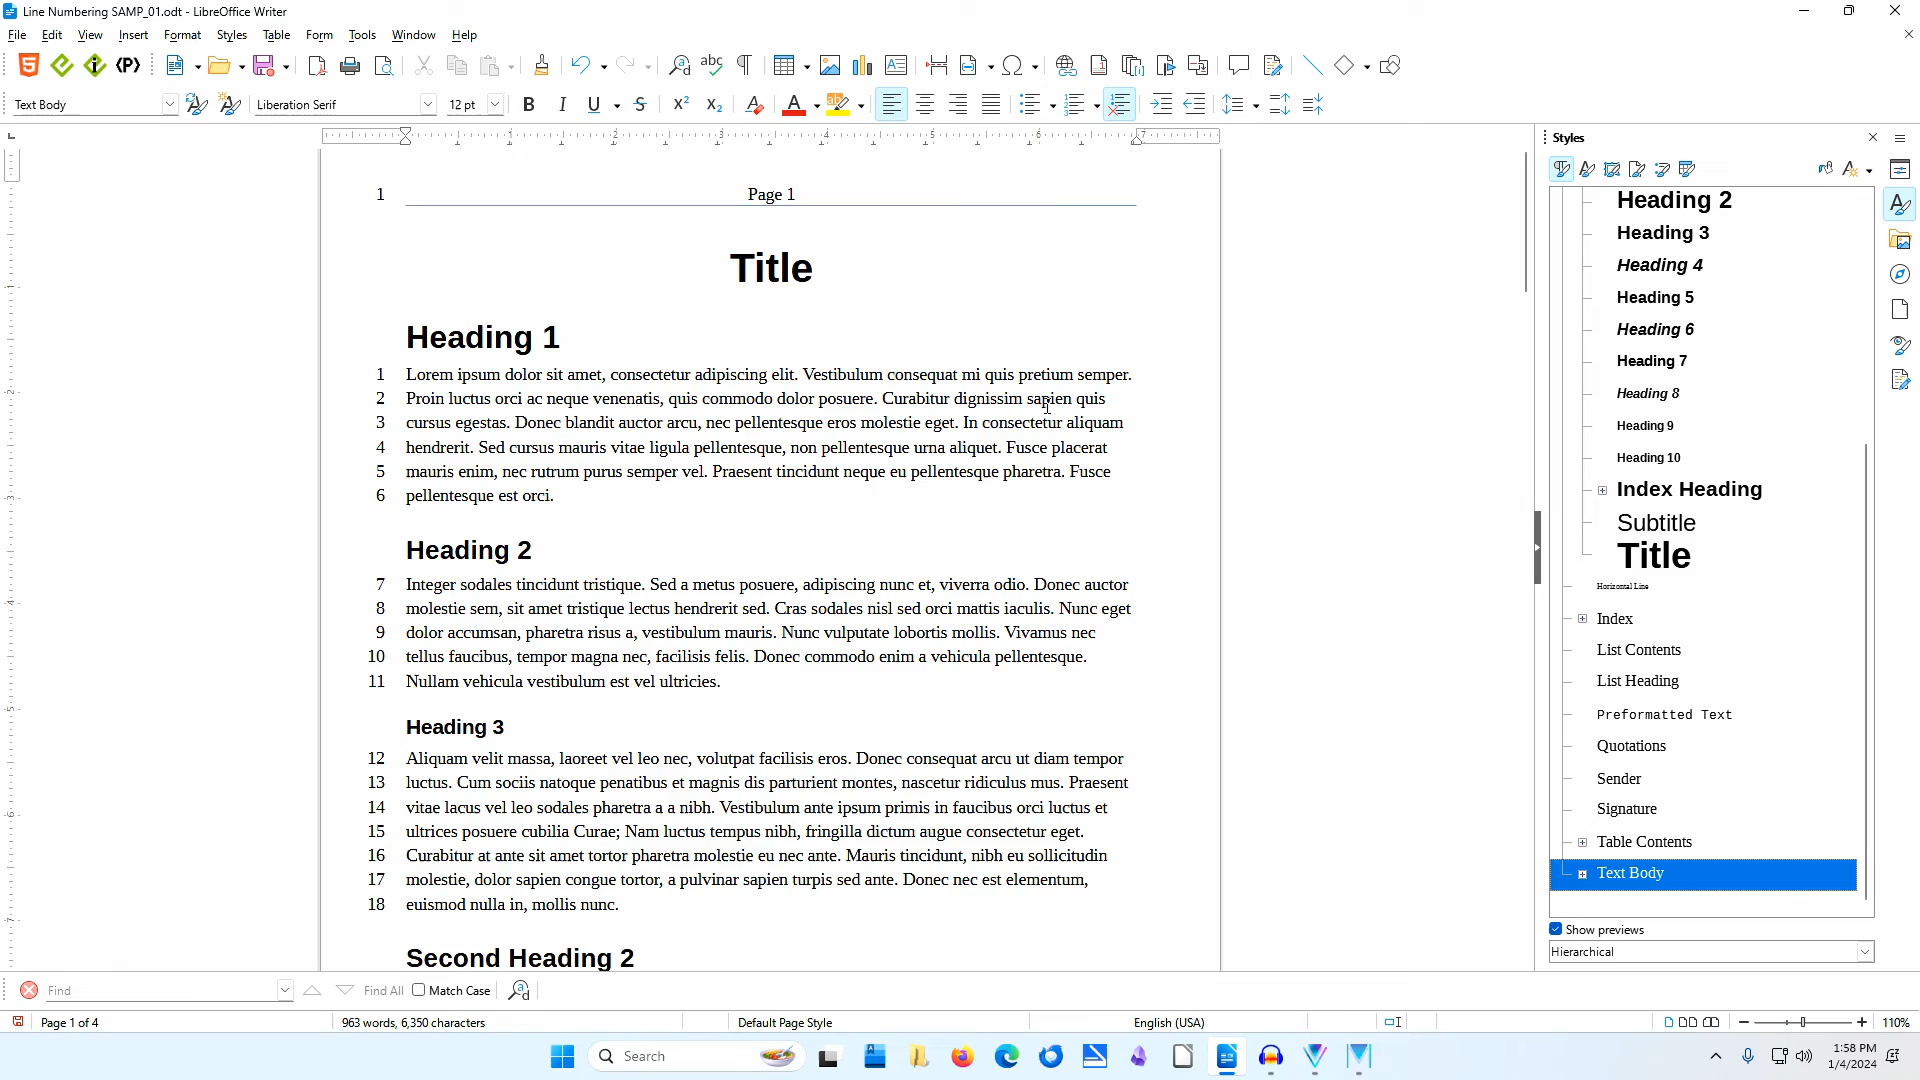 Line Numbering SAMP_01.odt - LibreOffice Writer
File Edit View Insert Format Styles Table Form Tools Window Help
Text Body Liberation Serif 12 pt
1 Page 1
Title
Heading 1
1 Lorem ipsum dolor sit amet, consectetur adipiscing elit. Vestibulum consequat mi quis pretium semper.
2 Proin luctus orci ac neque venenatis, quis commodo dolor posuere. Curabitur dignissim sapien quis
3 cursus egestas. Donec blandit auctor arcu, nec pellentesque eros molestie eget. In consectetur aliquam
4 hendrerit. Sed cursus mauris vitae ligula pellentesque, non pellentesque urna aliquet. Fusce placerat
5 mauris enim, nec rutrum purus semper vel. Praesent tincidunt neque eu pellentesque pharetra. Fusce
6 pellentesque est orci.
Heading 2
7 Integer sodales tincidunt tristique. Sed a metus posuere, adipiscing nunc et, viverra odio. Donec auctor
8 molestie sem, sit amet tristique lectus hendrerit sed. Cras sodales nisl sed orci mattis iaculis. Nunc eget
9 dolor accumsan, pharetra risus a, vestibulum mauris. Nunc vulputate lobortis mollis. Vivamus nec
10 tellus faucibus, tempor magna nec, facilisis felis. Donec commodo enim a vehicula pellentesque.
11 Nullam vehicula vestibulum est vel ultricies.
Heading 3
12 Aliquam velit massa, laoreet vel leo nec, volutpat facilisis eros. Donec consequat arcu ut diam tempor
13 luctus. Cum sociis natoque penatibus et magnis dis parturient montes, nascetur ridiculus mus. Praesent
14 vitae lacus vel leo sodales pharetra a a nibh. Vestibulum ante ipsum primis in faucibus orci luctus et
15 ultrices posuere cubilia Curae; Nam luctus tempus nibh, fringilla dictum augue consectetur eget.
16 Curabitur at ante sit amet tortor pharetra molestie eu nec ante. Mauris tincidunt, nibh eu sollicitudin
17 molestie, dolor sapien congue tortor, a pulvinar sapien turpis sed ante. Donec nec est elementum,
18 euismod nulla in, mollis nunc.
Second Heading 2
Styles
Heading 2
Heading 3
Heading 4
Heading 5
Heading 6
Heading 7
Heading 8
Heading 9
Heading 10
Index Heading
Subtitle
Title
Horizontal Line
Index
List Contents
List Heading
Preformatted Text
Quotations
Sender
Signature
Table Contents
Text Body
Show previews
Hierarchical
Find Find All Match Case
Page 1 of 4 963 words, 6,350 characters Default Page Style English (USA) 110%
Search 1:58 PM
1/4/2024